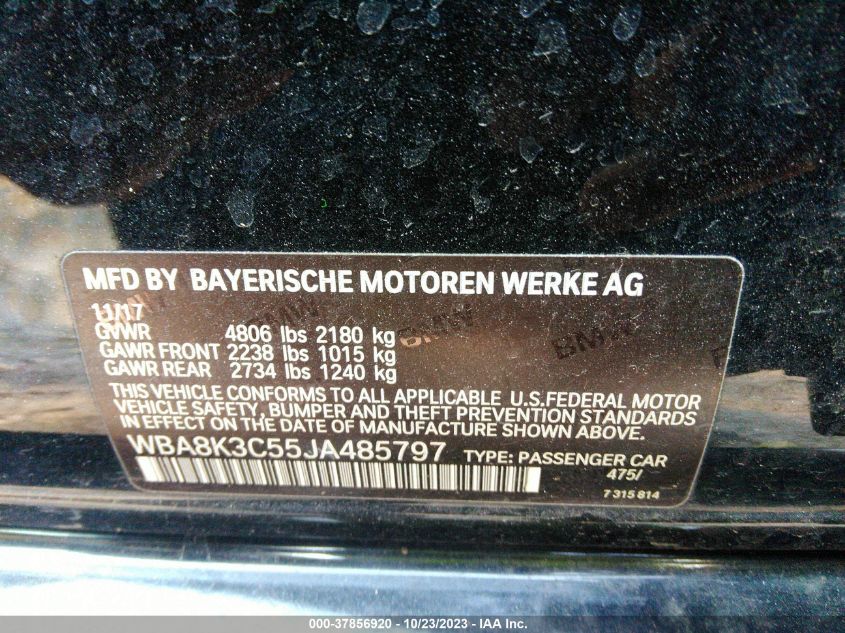 MFD BY BAYERISCHE MOTOREN WERKE AG
11/17
GVWR 4806 lbs 2180 kg
GAWR FRONT 2238 lbs 1015 kg
GAWR REAR 2734 lbs 1240 kg
THIS VEHICLE CONFORMS TO ALL APPLICABLE U.S.FEDERAL MOTOR
VEHICLE SAFETY, BUMPER AND THEFT PREVENTION STANDARDS
IN EFFECT ON THE DATE OF MANUFACTURE SHOWN ABOVE.
WBA8K3C55JA485797 TYPE: PASSENGER CAR
475/
7 315 814
BMW
BMW
000-37856920 - 10/23/2023 - IAA Inc.